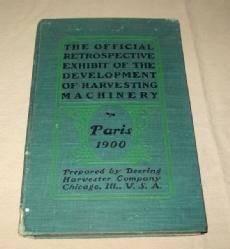 THE OFFICIAL
RETROSPECTIVE
EXHIBIT OF THE
DEVELOPMENT
OF HARVESTING
MACHINERY
Paris
1900
Prepared by Deering
Harvester Company
Chicago, Ill., U. S. A.